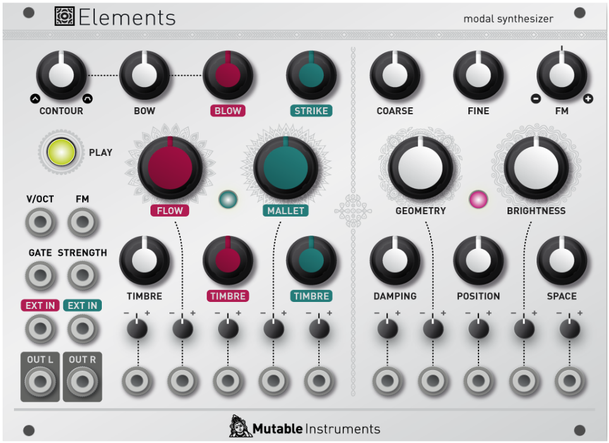 Elements
modal synthesizer
CONTOUR BOW BLOW STRIKE COARSE FINE FM
PLAY
V/OCT FM
FLOW MALLET GEOMETRY BRIGHTNESS
GATE STRENGTH
TIMBRE TIMBRE TIMBRE DAMPING POSITION SPACE
EXT IN EXT IN
- + - + - + - + - + - + - + - + - + - +
OUT L OUT R
Mutable Instruments